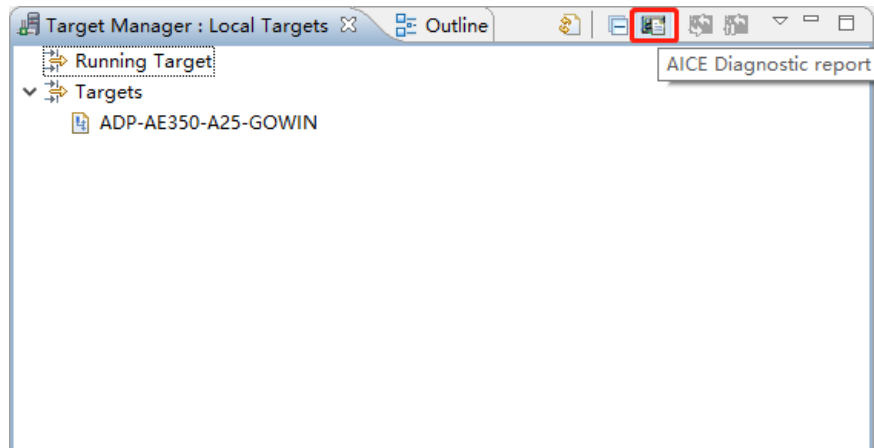 Target Manager : Local Targets Outline
Running Target
AICE Diagnostic report
Targets
ADP-AE350-A25-GOWIN